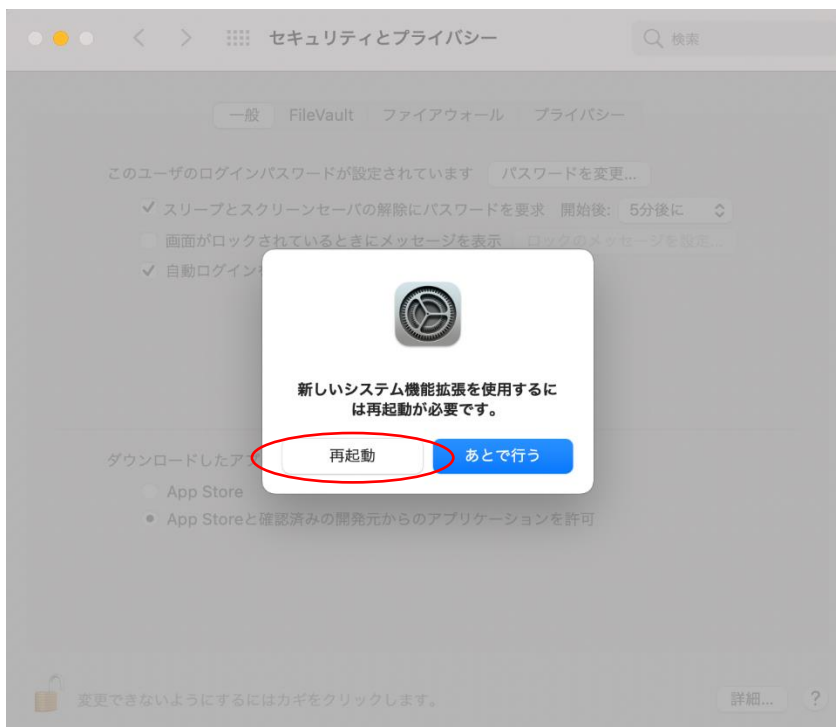 セキュリティとプライバシー
検索
一般 FileVault ファイアウォール プライバシー
このユーザのログインパスワードが設定されています パスワードを変更...
スリープとスクリーンセーバの解除にパスワードを要求 開始後: 5分後に
画面がロックされているときにメッセージを表示 ロックのメッセージを設定...
自動ログイン
新しいシステム機能拡張を使用するに
は再起動が必要です。
再起動 あとで行う
ダウンロードしたア
App Store
App Storeと確認済みの開発元からのアプリケーションを許可
変更できないようにするにはカギをクリックします。 詳細... ?